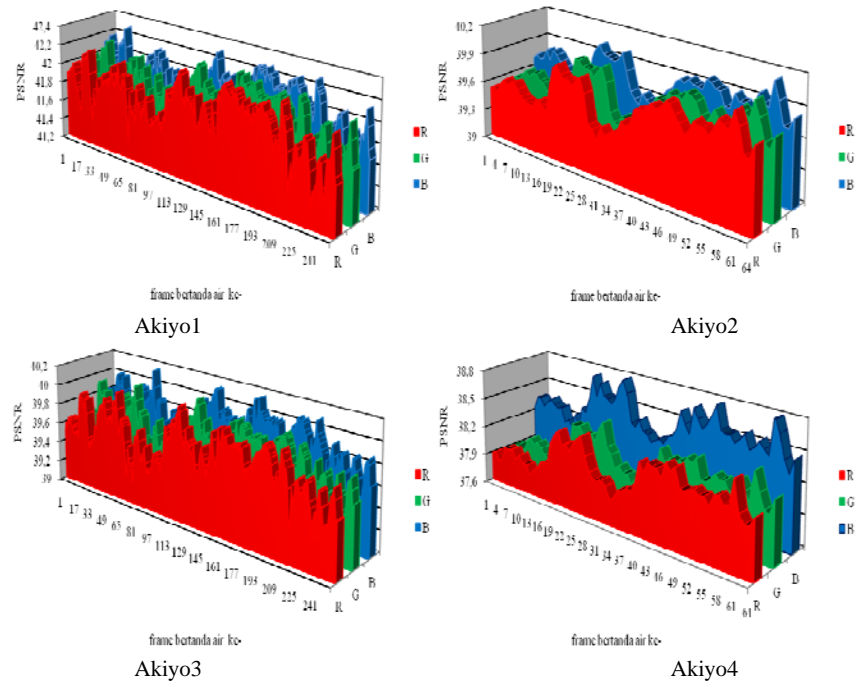 PSNR
42,4
42,2
42
41,8
41,6
41,4
41,2
1 17 33 49 65 81 97 113 129 145 161 177 193 209 225 241
R
G
B
R
G
B
frame bertanda air ke-
Akiyo1
PSNR
40,2
39,9
39,6
39,3
39
1 4 7 10 13 16 19 22 25 28 31 34 37 40 43 46 49 52 55 58 61 64
R
G
B
R
G
B
frame bertanda air ke-
Akiyo2
PSNR
40,2
40
39,8
39,6
39,4
39,2
39
1 17 33 49 65 81 97 113 129 145 161 177 193 209 225 241
R
G
B
R
G
B
frame bertanda air ke-
Akiyo3
PSNR
38,8
38,5
38,2
37,9
37,6
1 4 7 10 13 16 19 22 25 28 31 34 37 40 43 46 49 52 55 58 61 64
R
G
B
R
G
B
frame bertanda air ke-
Akiyo4